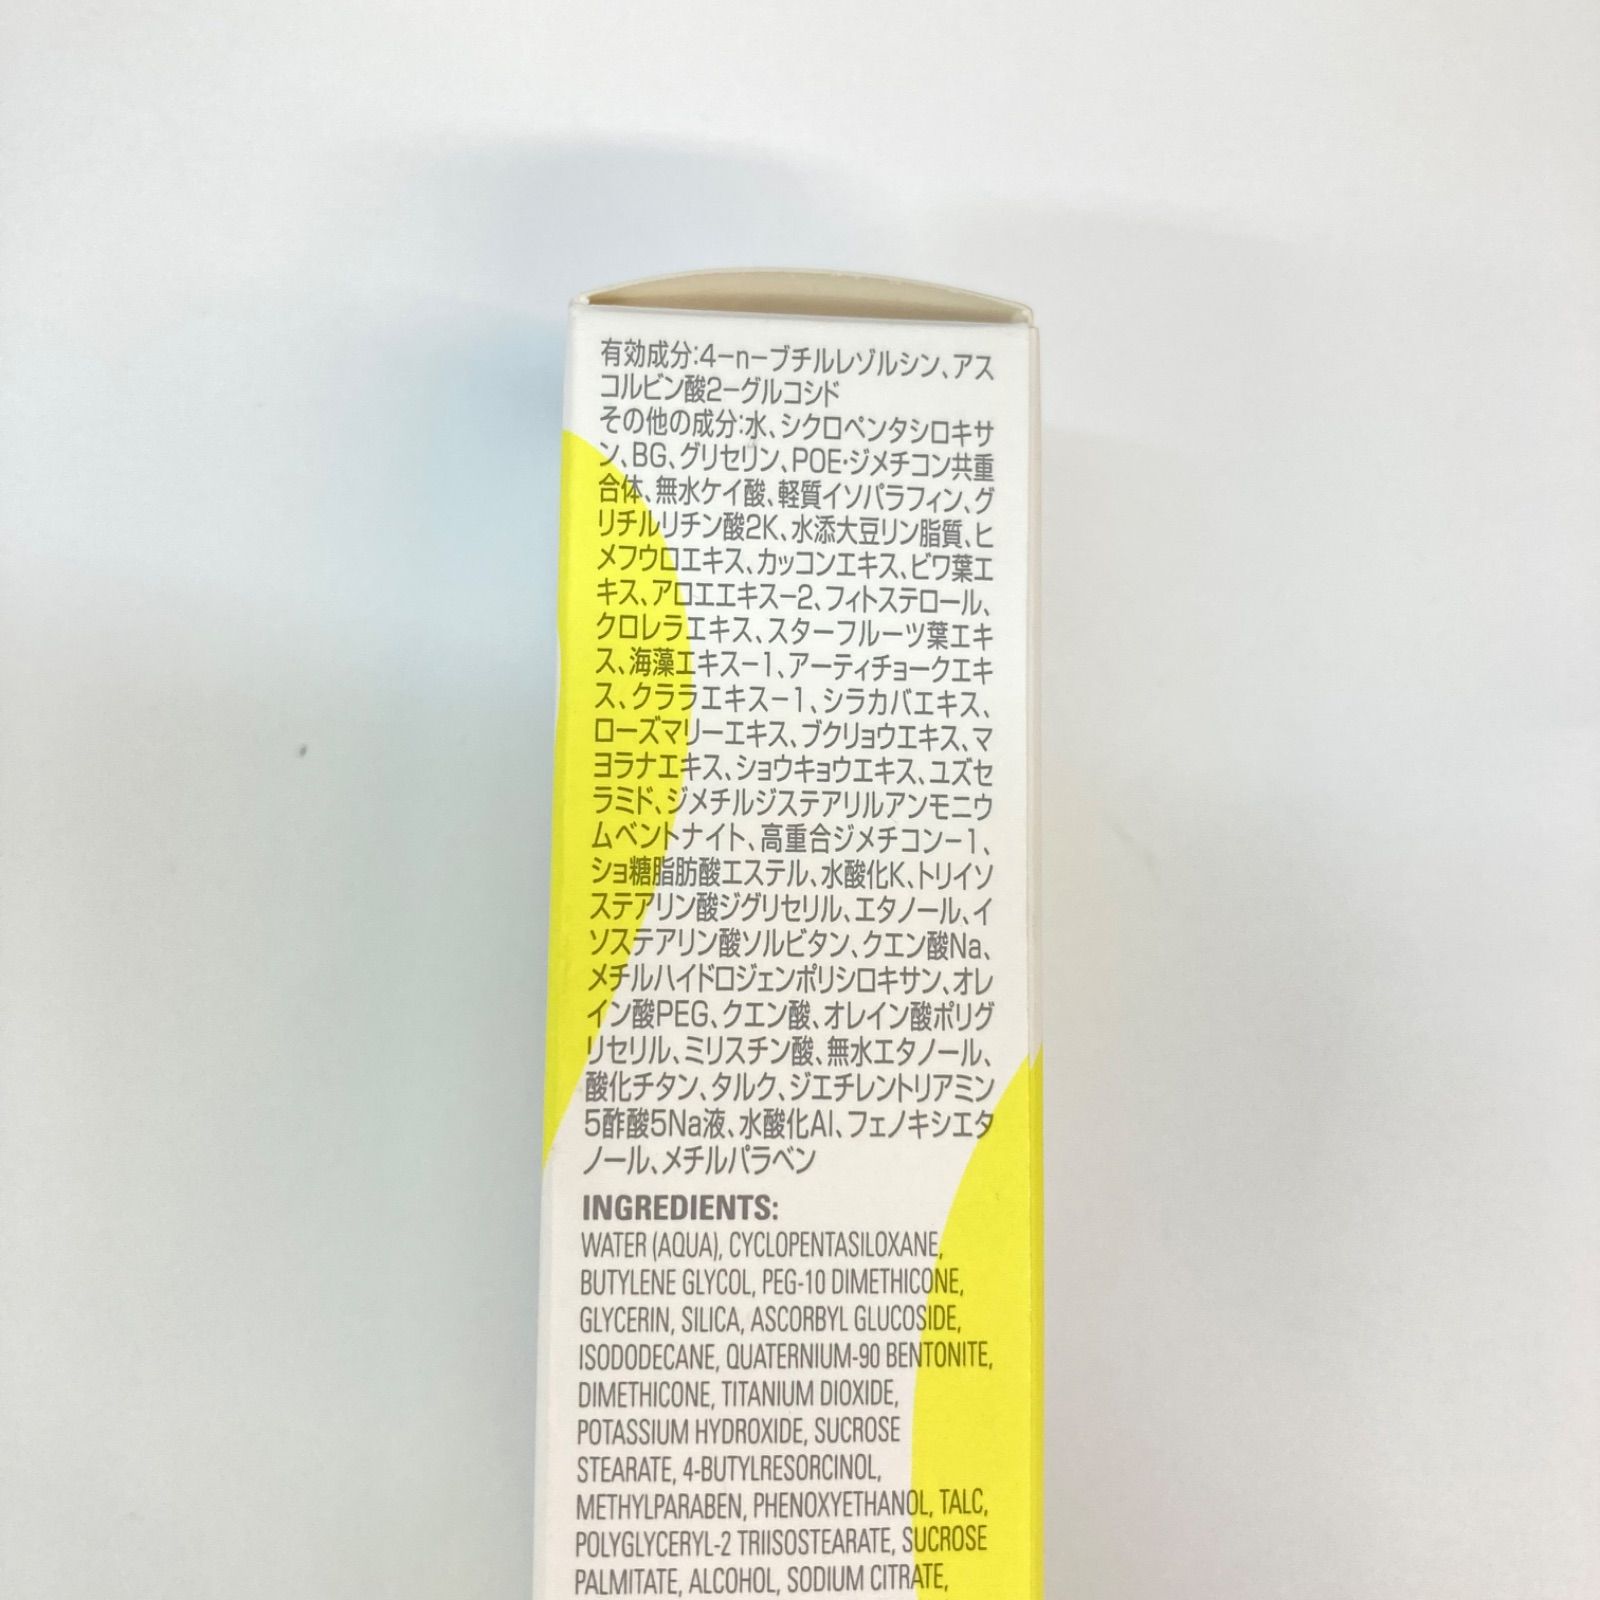 有効成分:4−n−ブチルレゾルシン、アス
コルビン酸2−グルコシド
その他の成分:水、シクロペンタシロキサ
ン、BG、グリセリン、POE・ジメチコン共重
合体、無水ケイ酸、軽質イソパラフィン、グ
リチルリチン酸2K、水添大豆リン脂質、ヒ
メフウロエキス、カッコンエキス、ビワ葉エ
キス、アロエエキス−2、フィトステロール、
クロレラエキス、スターフルーツ葉エキ
ス、海藻エキス−1、アーティチョークエキ
ス、クララエキス−1、シラカバエキス、
ローズマリーエキス、ブクリョウエキス、マ
ヨラナエキス、ショウキョウエキス、ユズセ
ラミド、ジメチルジステアリルアンモニウ
ムベントナイト、高重合ジメチコン−1、
ショ糖脂肪酸エステル、水酸化K、トリイソ
ステアリン酸ジグリセリル、エタノール、イ
ソステアリン酸ソルビタン、クエン酸Na、
メチルハイドロジェンポリシロキサン、オレ
イン酸PEG、クエン酸、オレイン酸ポリグ
リセリル、ミリスチン酸、無水エタノール、
酸化チタン、タルク、ジエチレントリアミン
5酢酸5Na液、水酸化Al、フェノキシエタ
ノール、メチルパラベン
INGREDIENTS:
WATER (AQUA), CYCLOPENTASILOXANE,
BUTYLENE GLYCOL, PEG-10 DIMETHICONE,
GLYCERIN, SILICA, ASCORBYL GLUCOSIDE,
ISODODECANE, QUATERNIUM-90 BENTONITE,
DIMETHICONE, TITANIUM DIOXIDE,
POTASSIUM HYDROXIDE, SUCROSE
STEARATE, 4-BUTYLRESORCINOL,
METHYLPARABEN, PHENOXYETHANOL, TALC,
POLYGLYCERYL-2 TRIISOSTEARATE, SUCROSE
PALMITATE, ALCOHOL, SODIUM CITRATE,